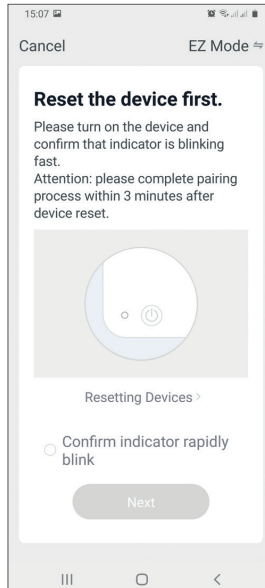 15:07
Cancel EZ Mode
Reset the device first.
Please turn on the device and
confirm that indicator is blinking
fast.
Attention: please complete pairing
process within 3 minutes after
device reset.
Resetting Devices >
Confirm indicator rapidly
blink
Next